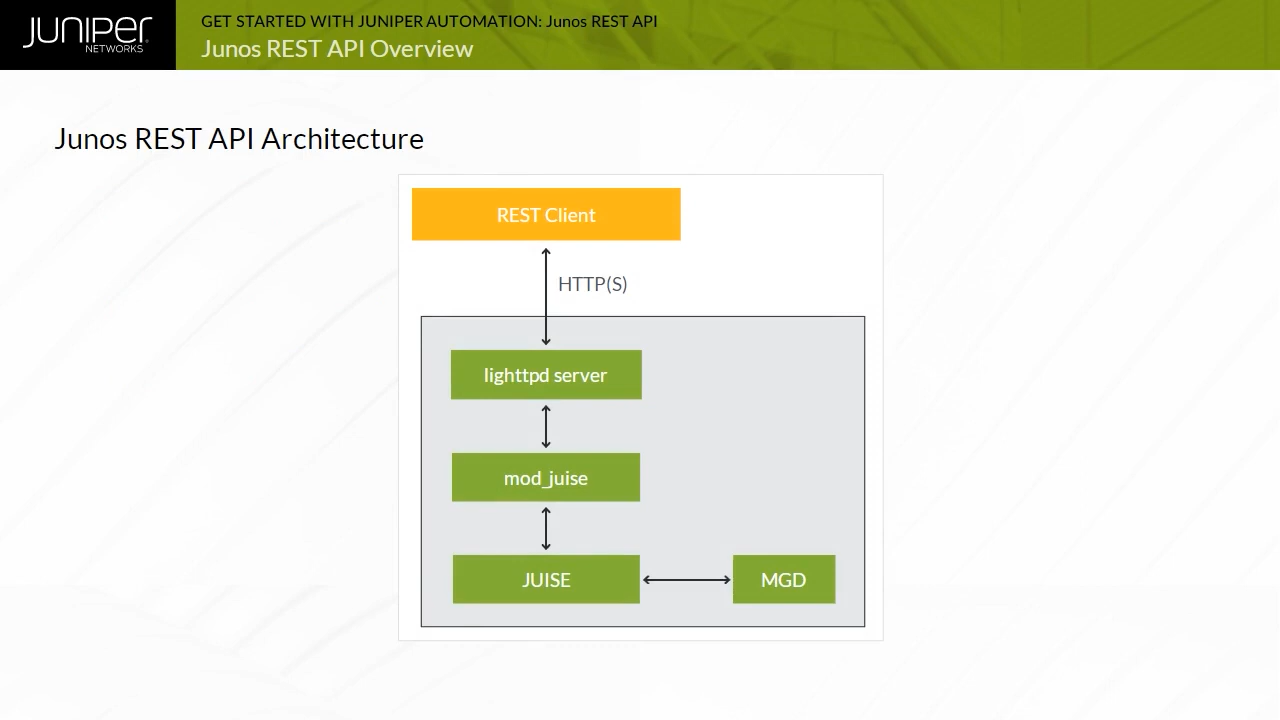 JUNIPER
NETWORKS
GET STARTED WITH JUNIPER AUTOMATION: Junos REST API
Junos REST API Overview
Junos REST API Architecture
REST Client
HTTP(S)
lighttpd server
mod_juise
JUISE
MGD